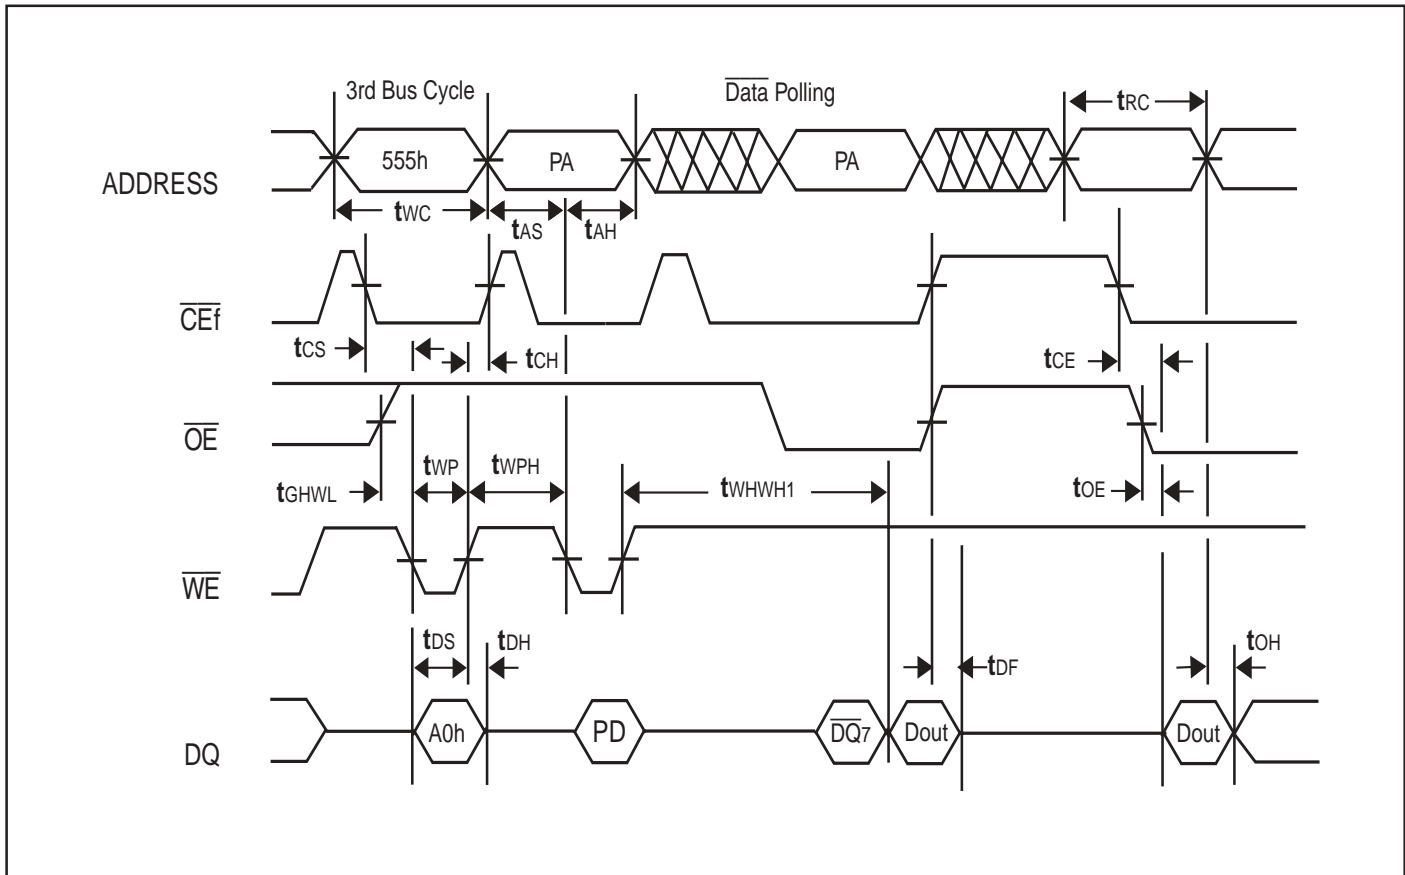 3rd Bus Cycle
Data Polling
tRC
ADDRESS
555h
PA
PA
tWC
tAS
tAH
CEf
tCS
tCH
tCE
OE
tGHWL
tWP
tWPH
tWHWH1
tOE
WE
tDS
tDH
tDF
tOH
DQ
A0h
PD
DQ7
Dout
Dout